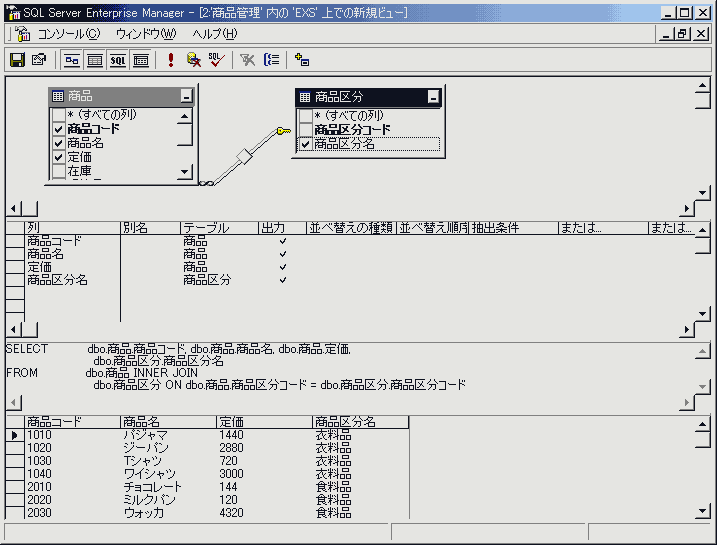 SQL Server Enterprise Manager - [2:'商品管理' 内の 'EXS' 上での新規ビュー]
コンソール(C) ウィンドウ(W) ヘルプ(H)
SQL SQL
商品
* (すべての列)
商品コード
商品名
定価
在庫
商品区分
* (すべての列)
商品区分コード
商品区分名
列 別名 テーブル 出力 並べ替えの種類 並べ替え順序 抽出条件 または... または...
商品コード 商品
商品名 商品
定価 商品
商品区分名 商品区分
SELECT dbo.商品.商品コード, dbo.商品.商品名, dbo.商品.定価,
dbo.商品区分.商品区分名
FROM dbo.商品 INNER JOIN
dbo.商品区分 ON dbo.商品.商品区分コード = dbo.商品区分.商品区分コード
商品コード 商品名 定価 商品区分名
1010 パジャマ 1440 衣料品
1020 ジーパン 2880 衣料品
1030 Tシャツ 720 衣料品
1040 ワイシャツ 3000 衣料品
2010 チョコレート 144 食料品
2020 ミルクパン 120 食料品
2030 ウォッカ 4320 食料品